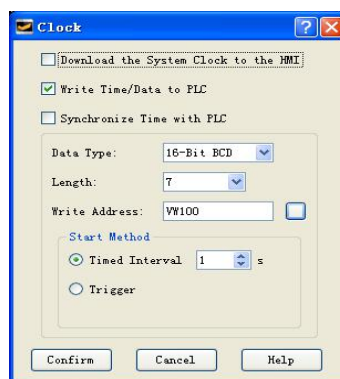 Clock
Download the System Clock to the HMI
Write Time/Data to PLC
Synchronize Time with PLC
Data Type: 16-Bit BCD
Length: 7
Write Address: VW100
Start Method
Timed Interval 1 s
Trigger
Confirm Cancel Help